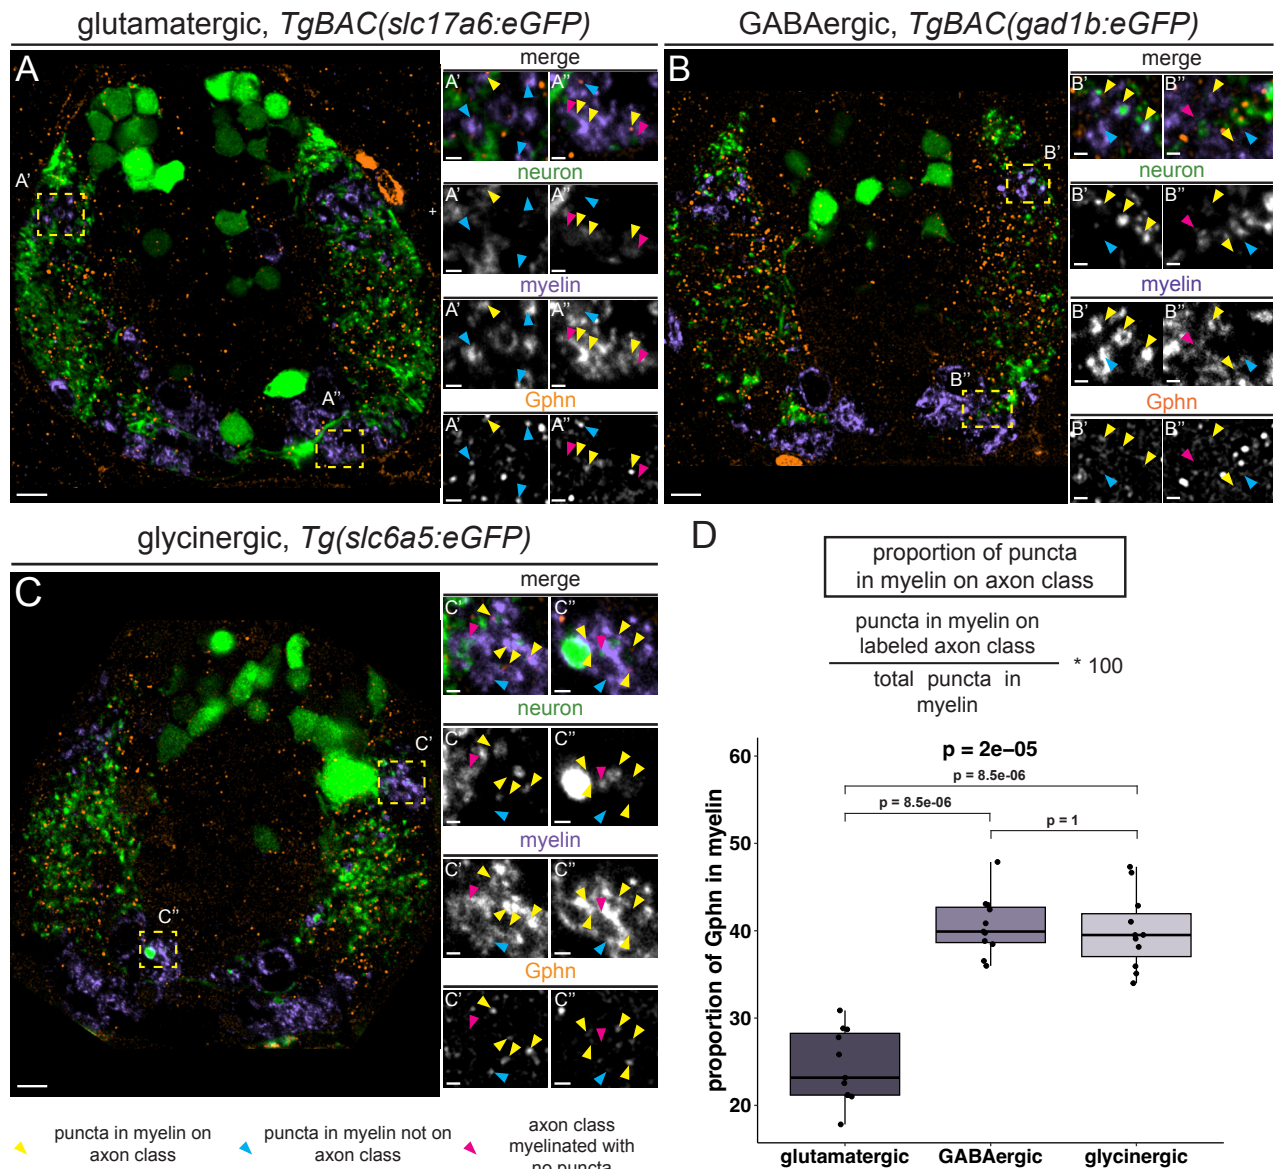 glutamatergic, TgBAC(slc17a6:eGFP)
GABAergic, TgBAC(gad1b:eGFP)
A
merge
A' A''
neuron
A' A''
myelin
A' A''
Gphn
A' A''
A'
A''
B
merge
B' B''
neuron
B' B''
myelin
B' B''
Gphn
B' B''
B'
B''
glycinergic, Tg(slc6a5:eGFP)
C
merge
C' C''
neuron
C' C''
myelin
C' C''
Gphn
C' C''
C'
C''
puncta in myelin on
axon class
puncta in myelin not on
axon class
axon class
myelinated with
no puncta
D
proportion of puncta
in myelin on axon class
puncta in myelin on
labeled axon class
* 100
total puncta in
myelin
proportion of Gphn in myelin
60
50
40
30
20
p = 2e−05
p = 8.5e-06
p = 8.5e-06
p = 1
glutamatergic GABAergic glycinergic